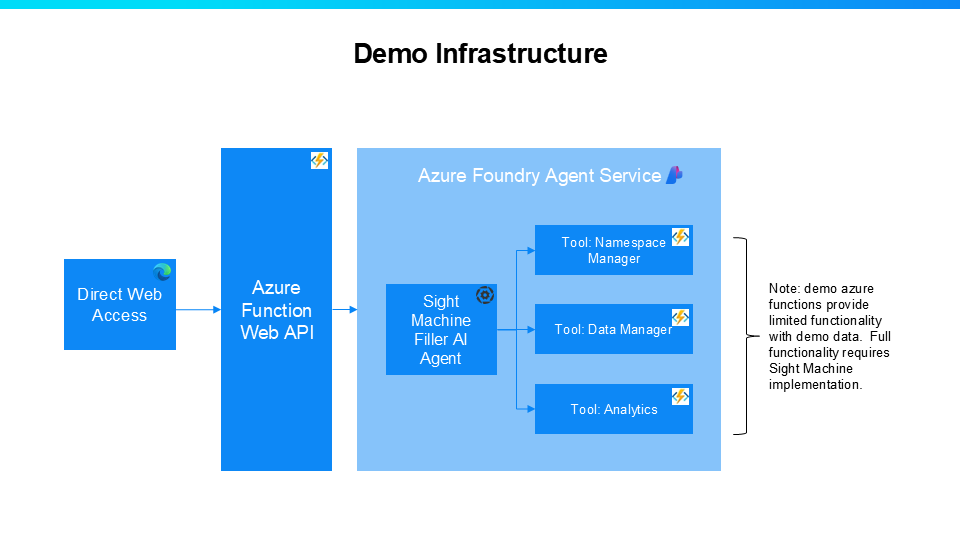 Demo Infrastructure
Azure Foundry Agent Service
Direct Web
Access
Azure
Function
Web API
Sight
Machine
Filler AI
Agent
Tool: Namespace
Manager
Tool: Data Manager
Tool: Analytics
Note: demo azure
functions provide
limited functionality
with demo data.  Full
functionality requires
Sight Machine
implementation.